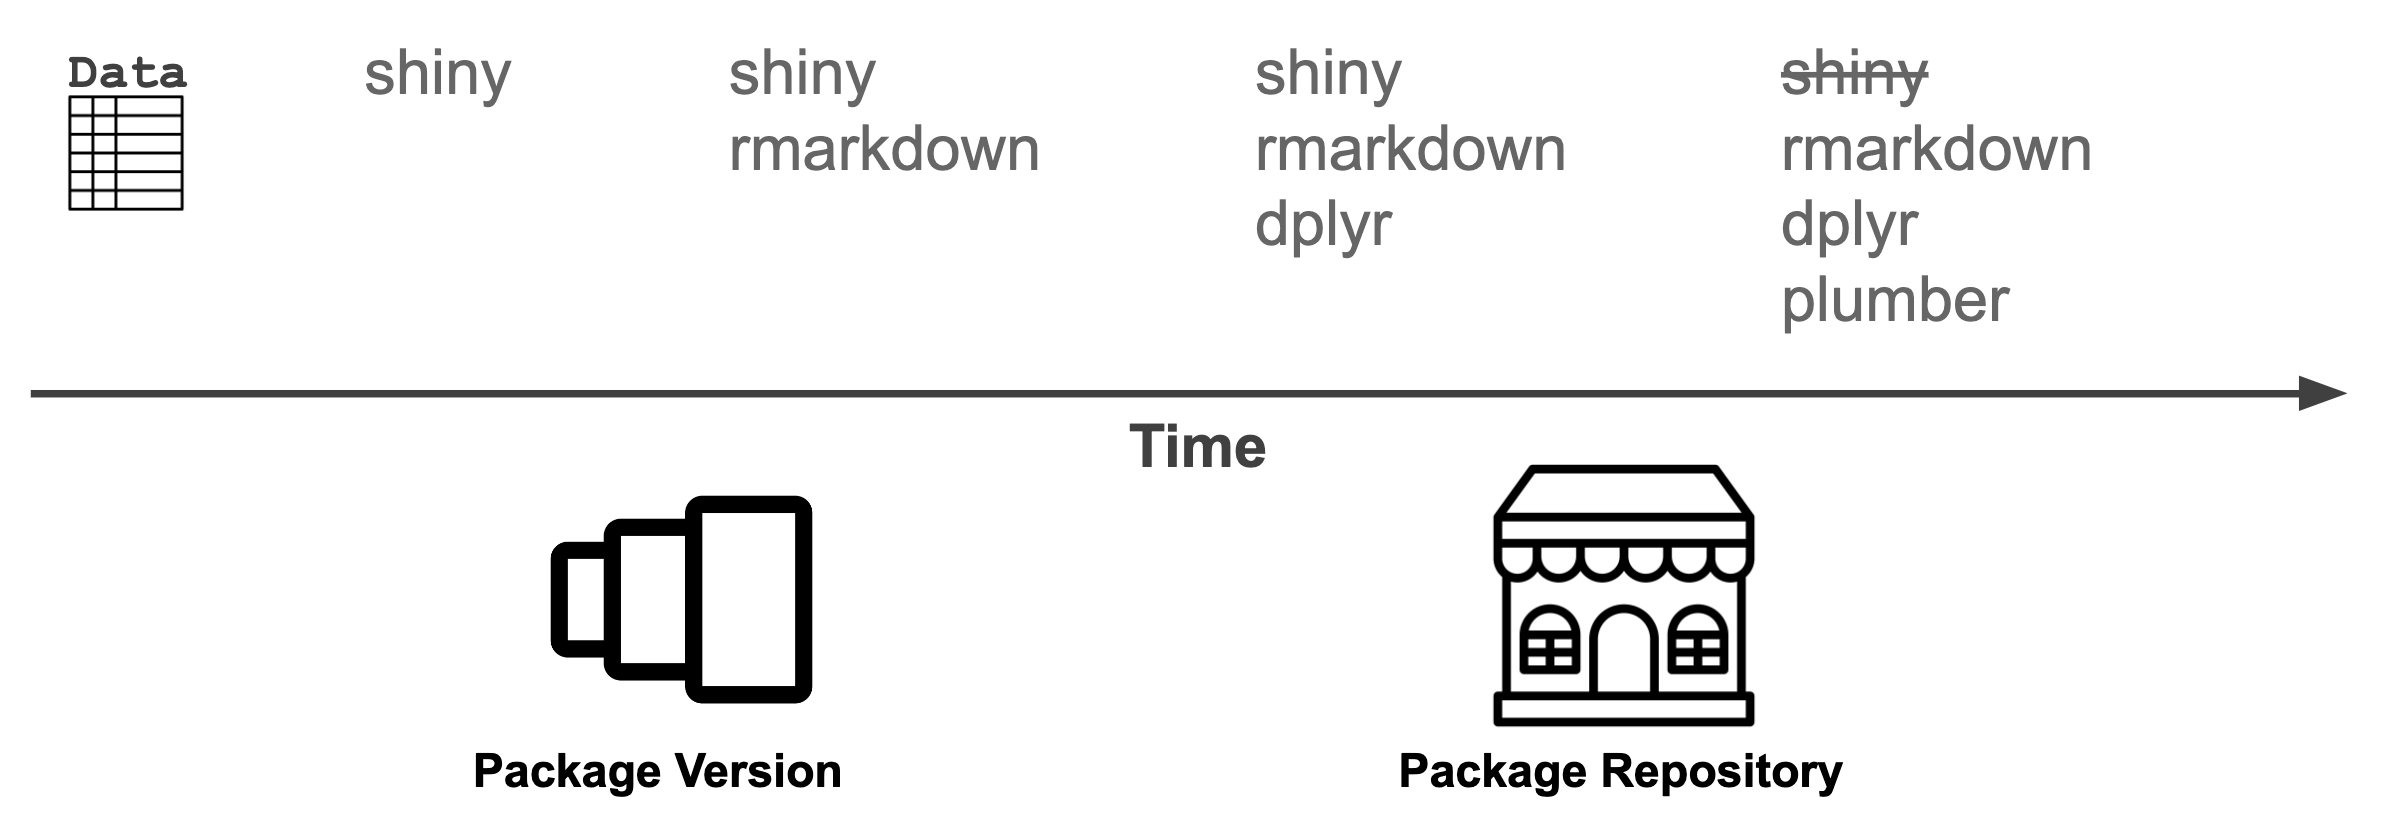 Data
shiny
shiny
rmarkdown
shiny
rmarkdown
dplyr
shiny
rmarkdown
dplyr
plumber
Time
Package Version
Package Repository